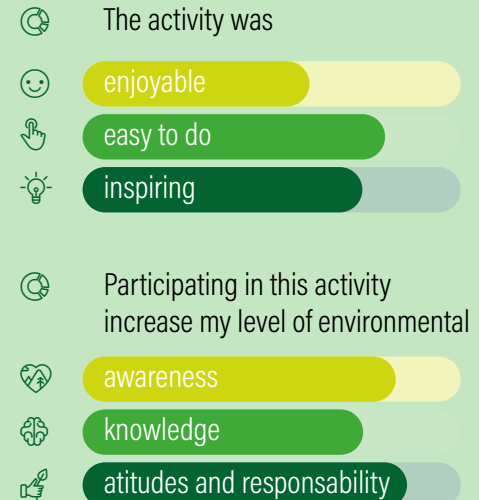 The activity was
enjoyable
easy to do
inspiring
Participating in this activity
increase my level of environmental
awareness
knowledge
atitudes and responsability